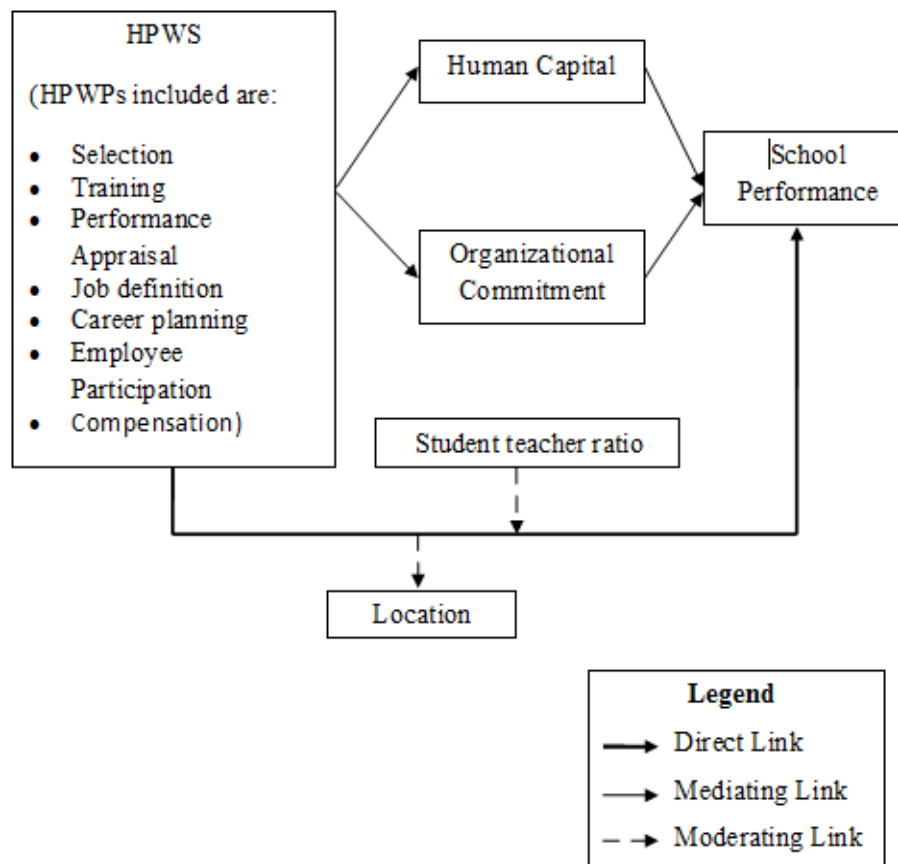 HPWS
(HPWPs included are:
• Selection
• Training
• Performance
Appraisal
• Job definition
• Career planning
• Employee
Participation
• Compensation)
Human Capital
Organizational
Commitment
School
Performance
Student teacher ratio
Location
Legend
Direct Link
Mediating Link
Moderating Link